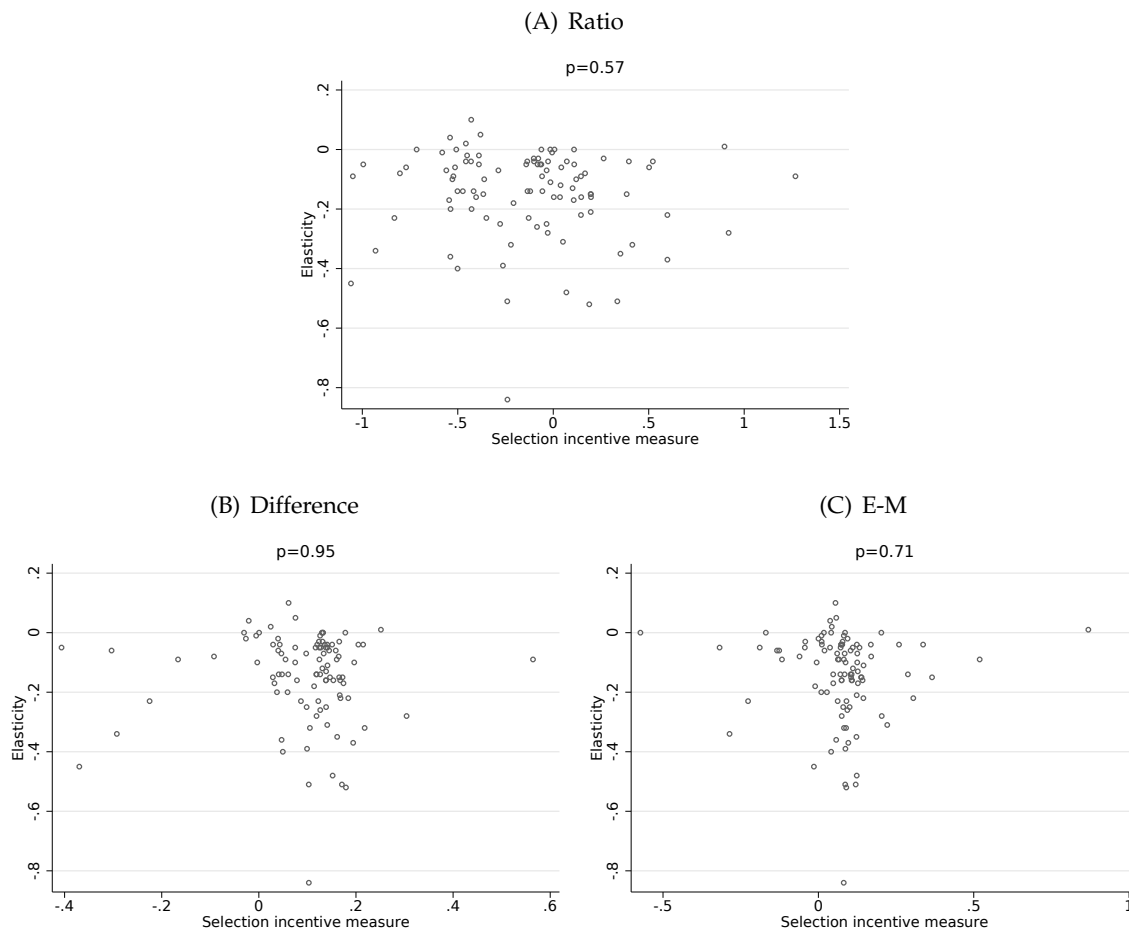 (A) Ratio
p=0.57
.2
0
-.2
-.4
-.6
-.8
Elasticity
-1 -.5 0 .5 1 1.5
Selection incentive measure
(B) Difference
p=0.95
.2
0
-.2
-.4
-.6
-.8
Elasticity
-.4 -.2 0 .2 .4 .6
Selection incentive measure
(C) E-M
p=0.71
.2
0
-.2
-.4
-.6
-.8
Elasticity
-.5 0 .5 1
Selection incentive measure